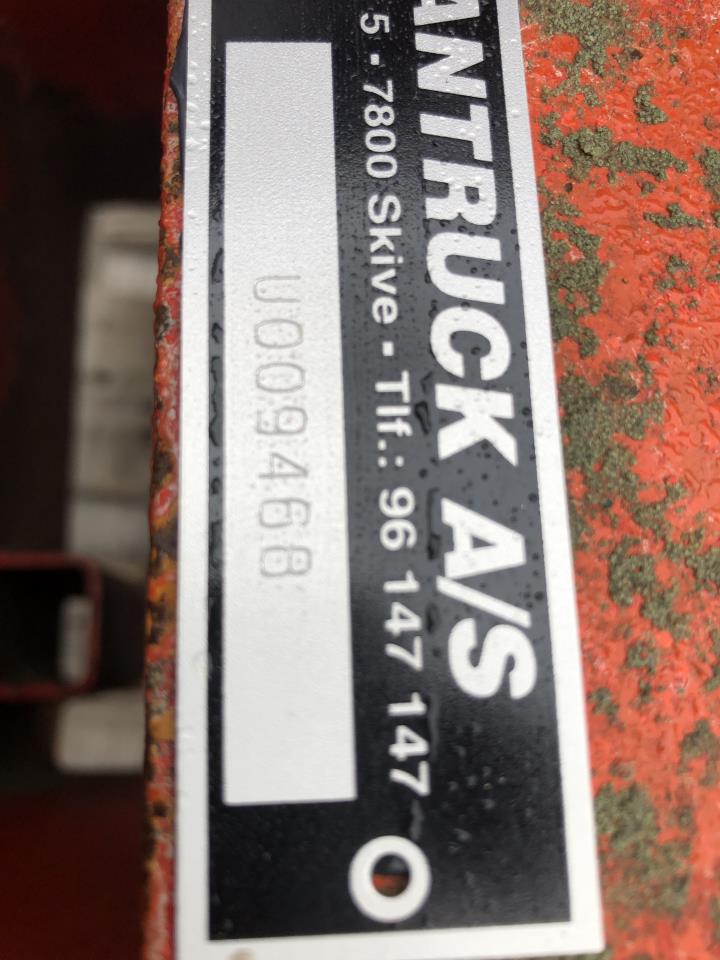 ANTRUCK A/S
5 - 7800 Skive - Tlf.: 96 147 147
U009468